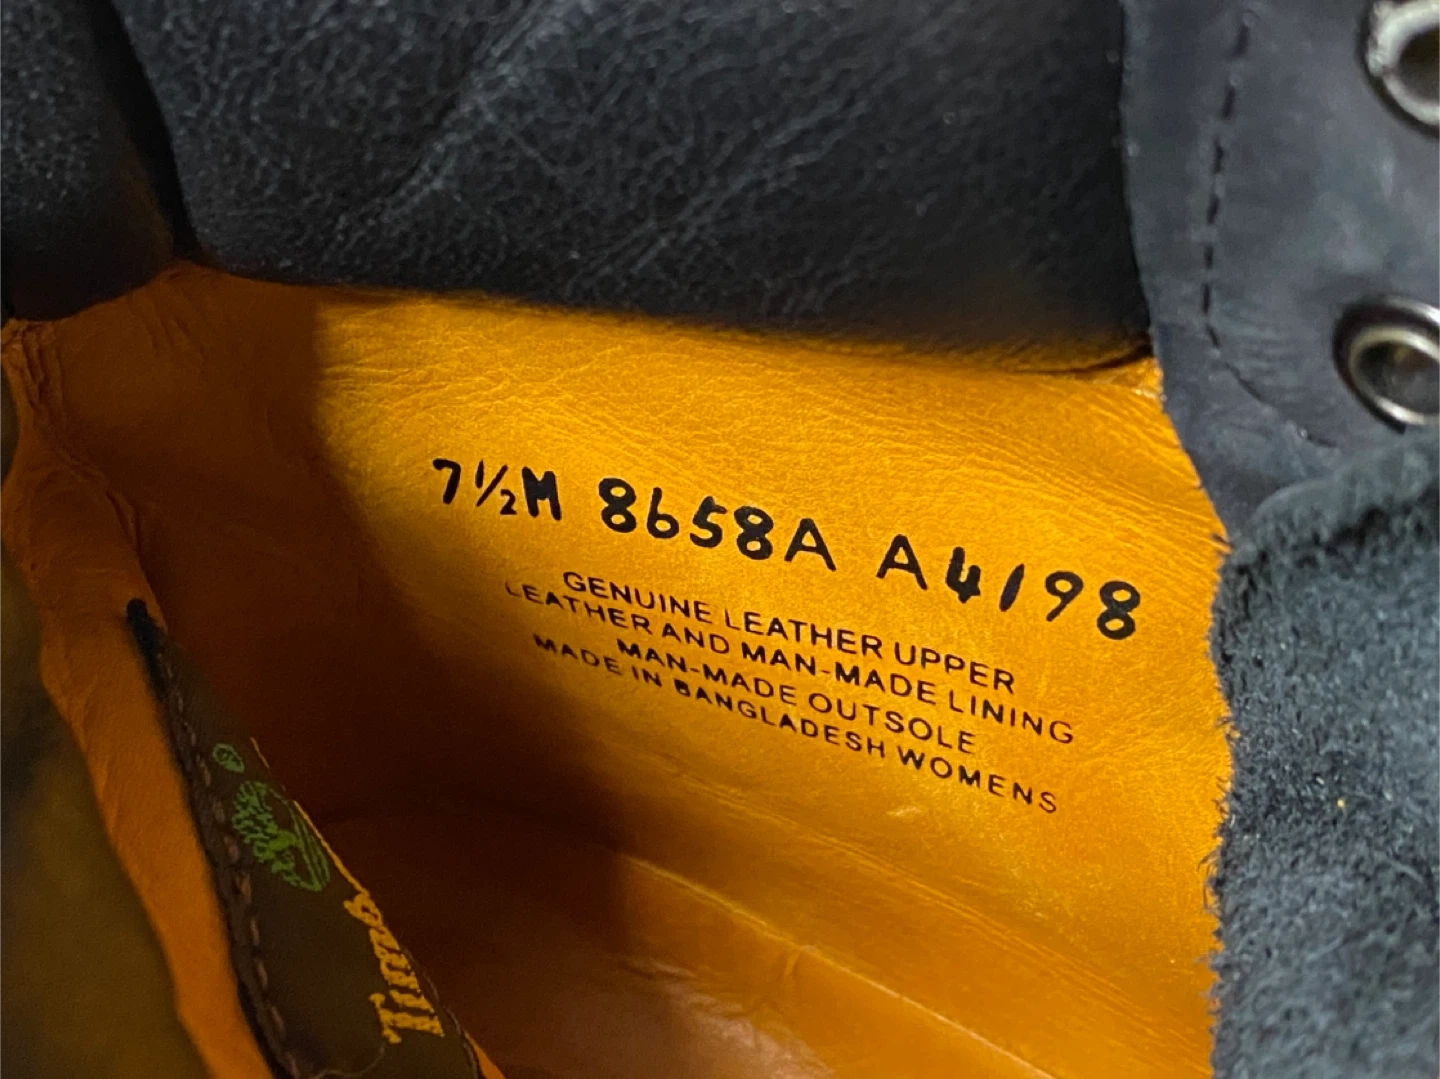 7½M 8658A A4198
GENUINE LEATHER UPPER
LEATHER AND MAN-MADE LINING
MAN-MADE OUTSOLE
MADE IN BANGLADESH WOMENS